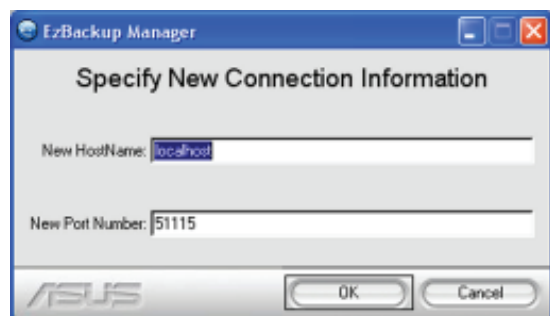 EzBackup Manager
Specify New Connection Information
New HostName: localhost
New Port Number: 51115
ASUS
OK
Cancel